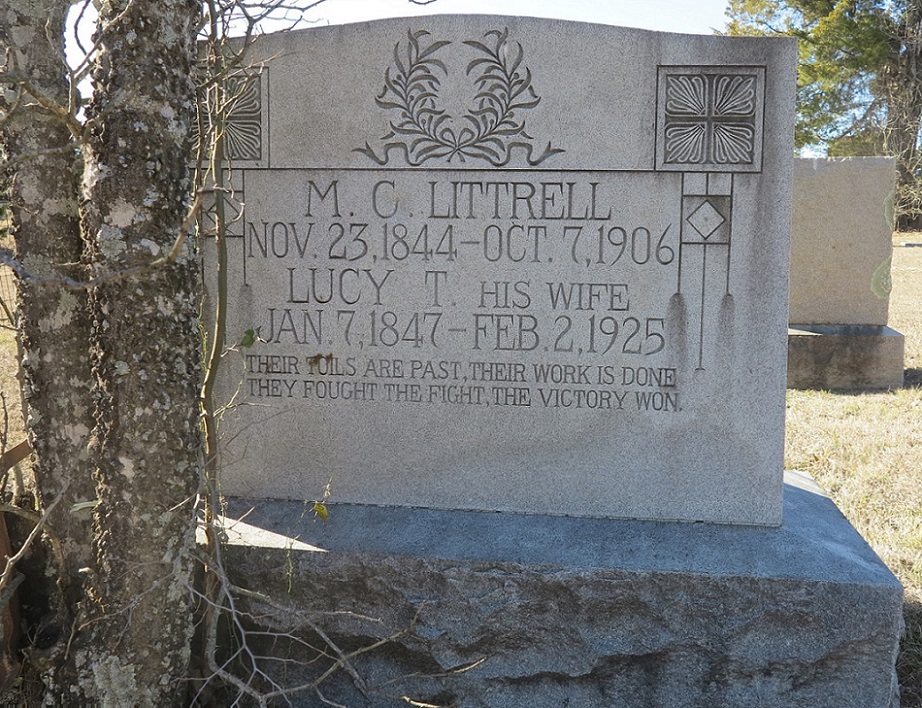 M. C. LITTRELL
NOV. 23, 1844 – OCT. 7, 1906
LUCY T. HIS WIFE
JAN. 7, 1847 – FEB. 2, 1925
THEIR TOILS ARE PAST, THEIR WORK IS DONE
THEY FOUGHT THE FIGHT, THE VICTORY WON.